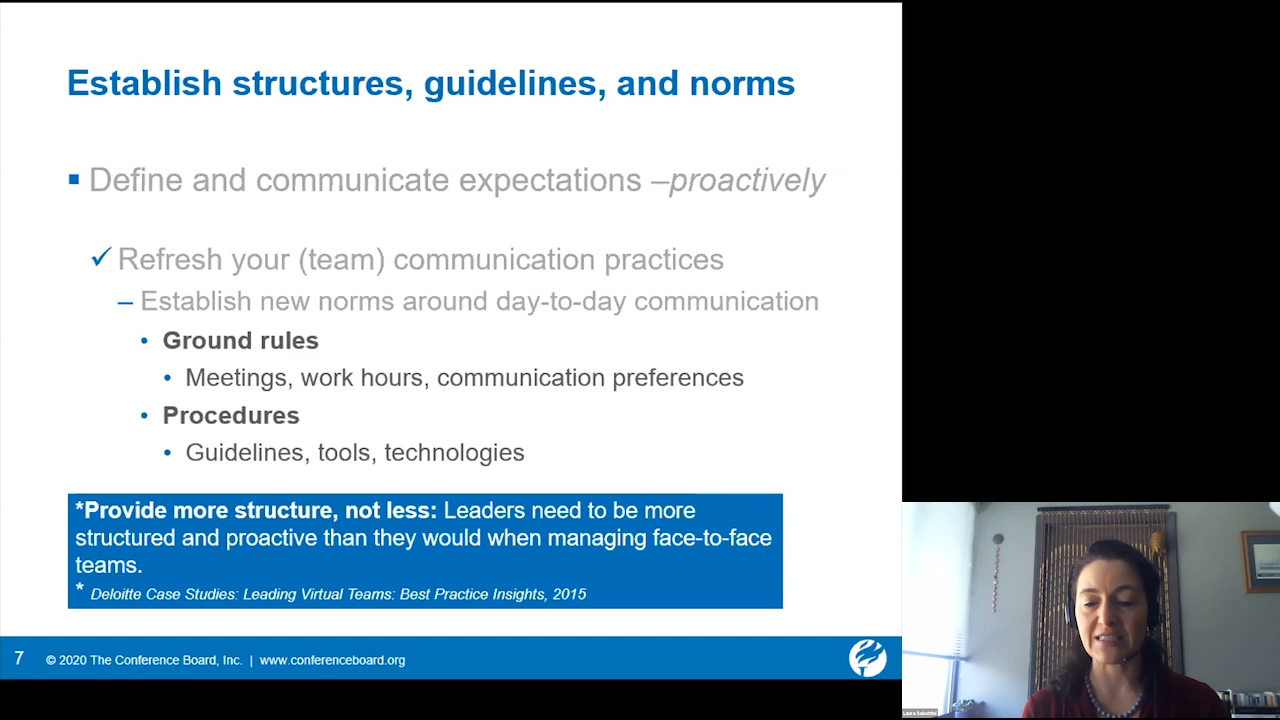 Establish structures, guidelines, and norms
Define and communicate expectations –proactively
Refresh your (team) communication practices
– Establish new norms around day-to-day communication
• Ground rules
• Meetings, work hours, communication preferences
• Procedures
• Guidelines, tools, technologies
*Provide more structure, not less: Leaders need to be more
structured and proactive than they would when managing face-to-face
teams.
* Deloitte Case Studies: Leading Virtual Teams: Best Practice Insights, 2015
7 © 2020 The Conference Board, Inc. | www.conferenceboard.org
Laura Sabattini